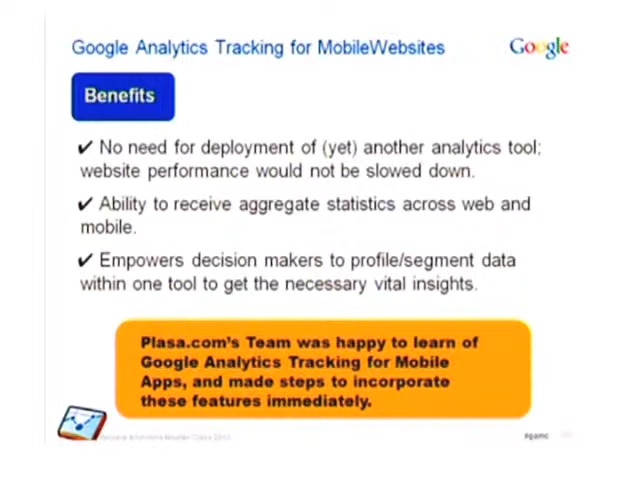 Google Analytics Tracking for MobileWebsites
Google
Benefits
✔ No need for deployment of (yet) another analytics tool;
website performance would not be slowed down.
✔ Ability to receive aggregate statistics across web and
mobile.
✔ Empowers decision makers to profile/segment data
within one tool to get the necessary vital insights.
Plasa.com's Team was happy to learn of
Google Analytics Tracking for Mobile
Apps, and made steps to incorporate
these features immediately.
#gamc